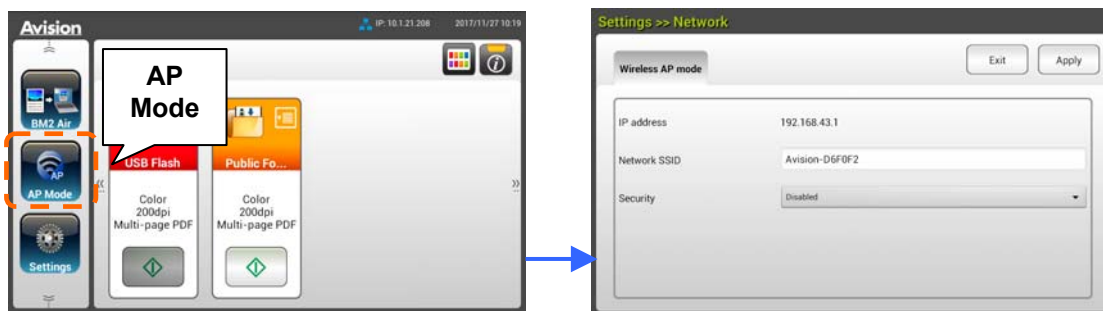 Avision
IP: 10.1.21.208
2017/11/27 10:19
AP
Mode
BM2 Air
AP
AP Mode
Settings
USB Flash
Color
200dpi
Multi-page PDF
Public Fo...
Color
200dpi
Multi-page PDF
Settings >> Network
Wireless AP mode
Exit
Apply
IP address
192.168.43.1
Network SSID
Avision-D6F0F2
Security
Disabled